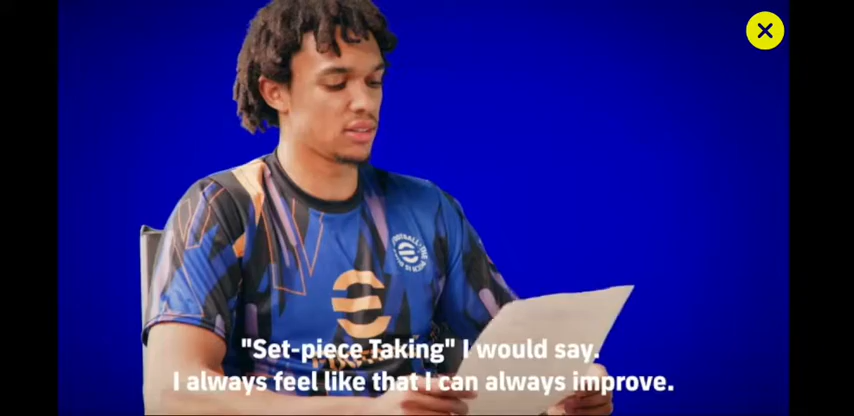 "Set-piece Taking" I would say.
I always feel like that I can always improve.